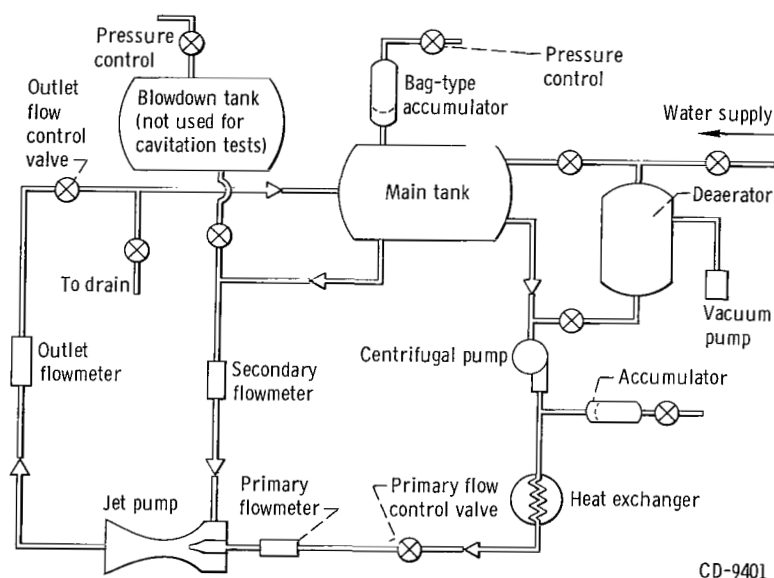 Pressure
control
Outlet
flow
control
valve
Blowdown tank
(not used for
cavitation tests)
Pressure
control
Bag-type
accumulator
Water supply
Main tank
Deaerator
To drain
Vacuum
pump
Outlet
flowmeter
Secondary
flowmeter
Centrifugal pump
Accumulator
Jet pump
Primary
flowmeter
Primary flow
control valve
Heat exchanger
CD-9401